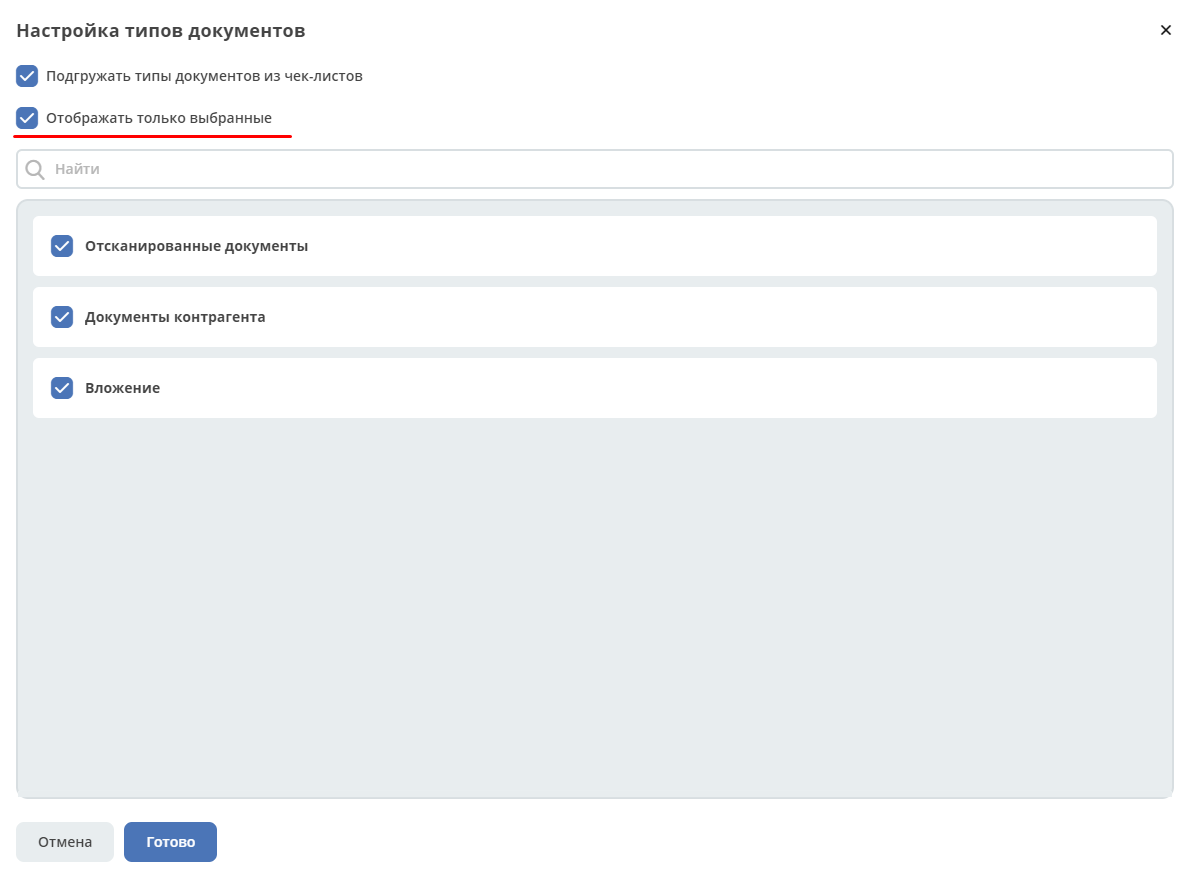 Настройка типов документов
Подгружать типы документов из чек-листов
Отображать только выбранные
Найти
Отсканированные документы
Документы контрагента
Вложение
Отмена
Готово